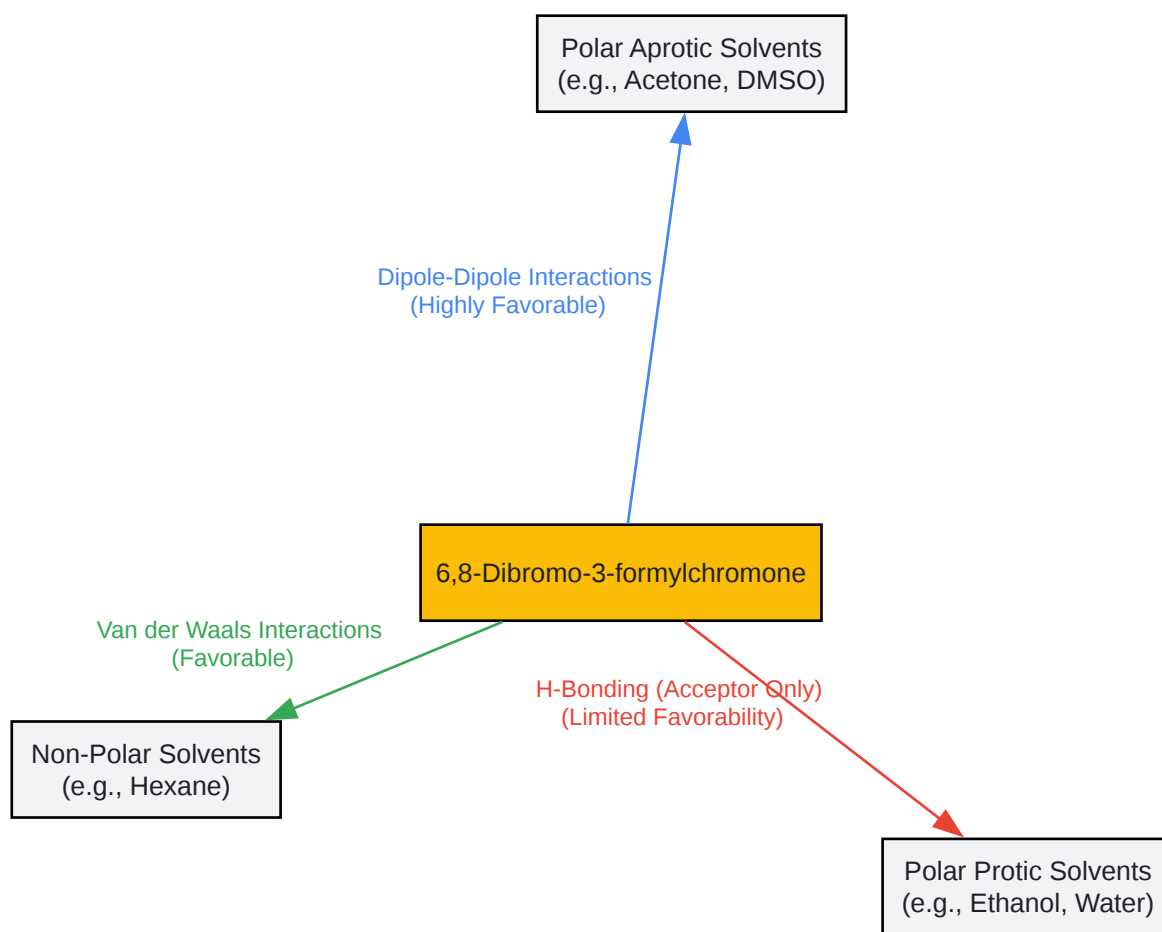 Polar Aprotic Solvents
(e.g., Acetone, DMSO)
Dipole-Dipole Interactions
(Highly Favorable)
6,8-Dibromo-3-formylchromone
Van der Waals Interactions
(Favorable)
H-Bonding (Acceptor Only)
(Limited Favorability)
Non-Polar Solvents
(e.g., Hexane)
Polar Protic Solvents
(e.g., Ethanol, Water)